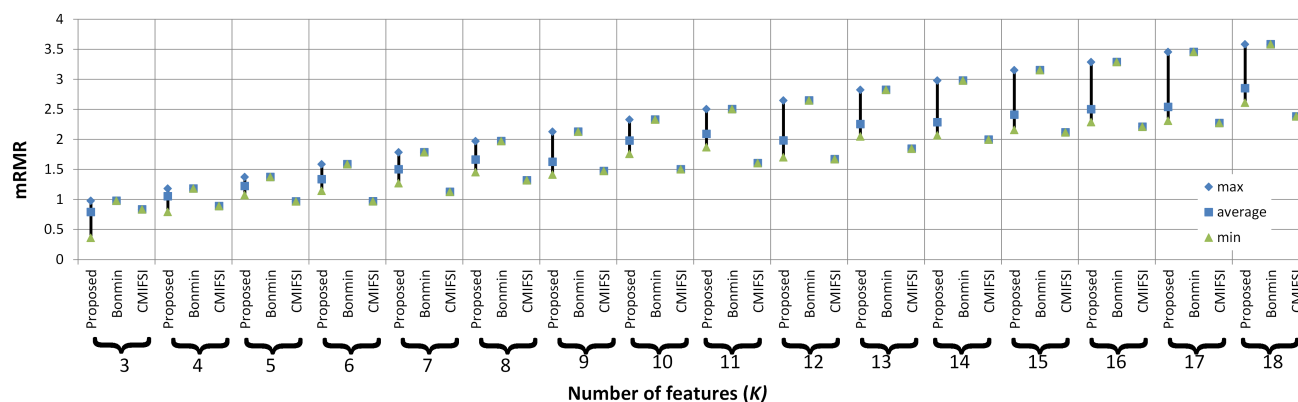 4
3.5
3
2.5
2
1.5
1
0.5
0
mRMR
max
average
min
Proposed Bonmin CMIFSI Proposed Bonmin CMIFSI Proposed Bonmin CMIFSI Proposed Bonmin CMIFSI Proposed Bonmin CMIFSI Proposed Bonmin CMIFSI Proposed Bonmin CMIFSI Proposed Bonmin CMIFSI Proposed Bonmin CMIFSI Proposed Bonmin CMIFSI Proposed Bonmin CMIFSI Proposed Bonmin CMIFSI Proposed Bonmin CMIFSI Proposed Bonmin CMIFSI Proposed Bonmin CMIFSI Proposed Bonmin CMIFSI
3 4 5 6 7 8 9 10 11 12 13 14 15 16 17 18
Number of features (K)